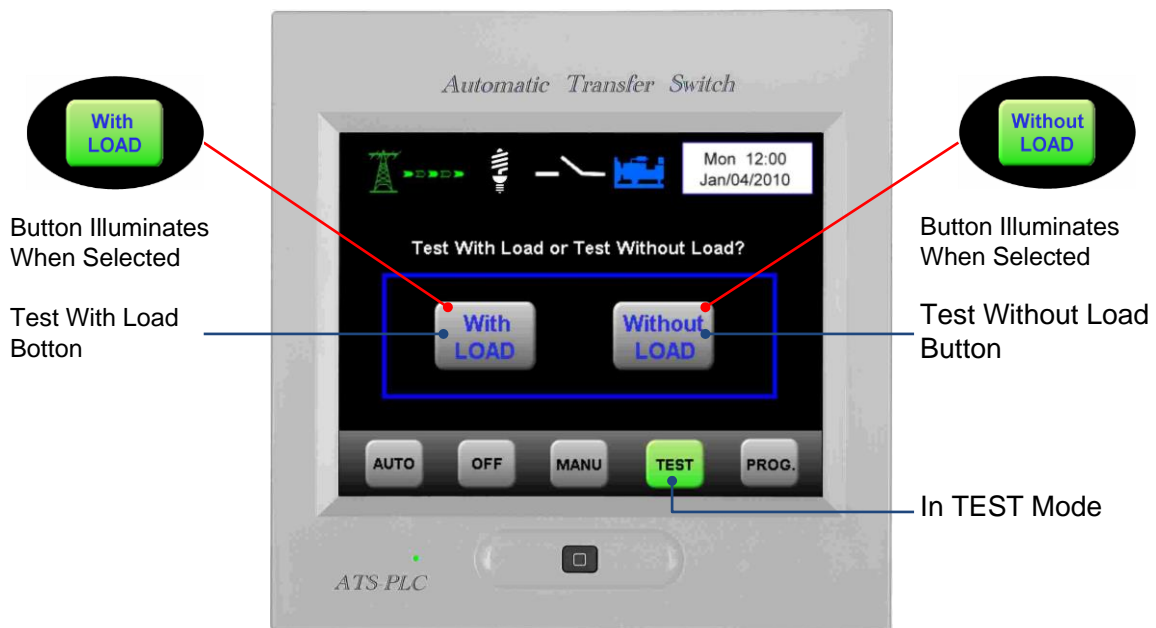 Automatic Transfer Switch
With
LOAD
Without
LOAD
Mon 12:00
Jan/04/2010
Button Illuminates
When Selected
Button Illuminates
When Selected
Test With Load or Test Without Load?
Test With Load
Botton
With
LOAD
Without
LOAD
Test Without Load
Button
AUTO
OFF
MANU
TEST
PROG.
In TEST Mode
ATS-PLC